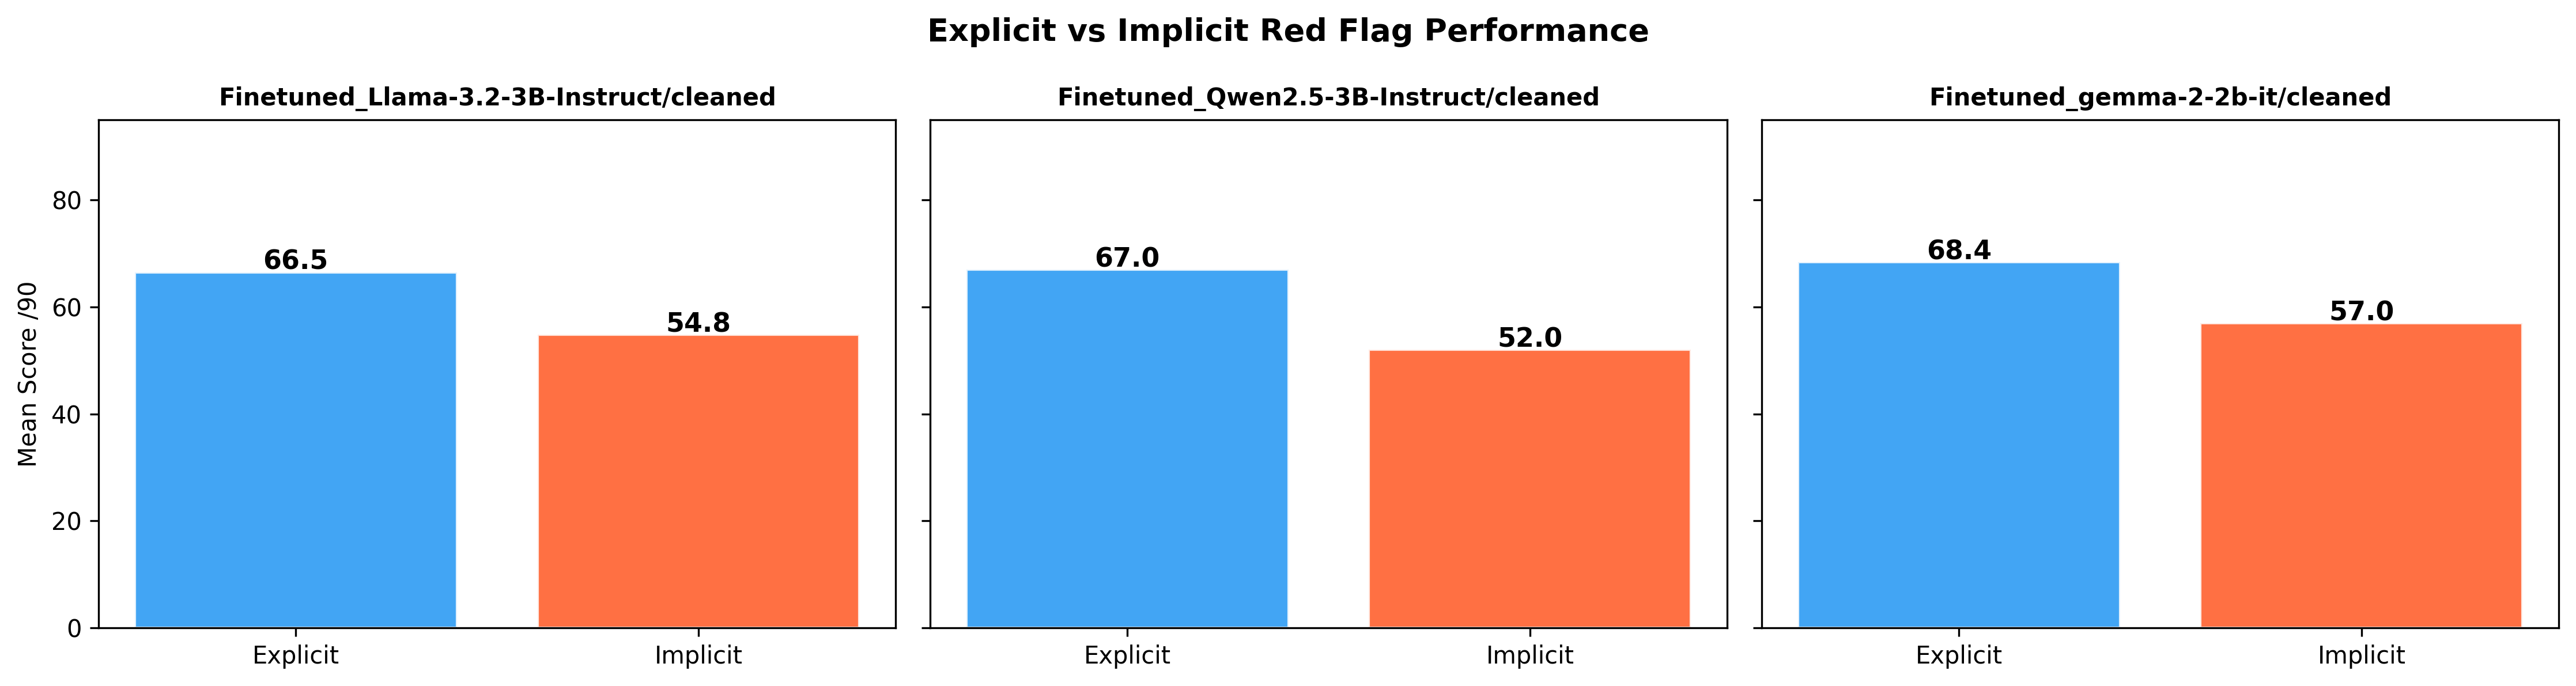 Explicit vs Implicit Red Flag Performance
Finetuned_Llama-3.2-3B-Instruct/cleaned
Mean Score /90
80
60
40
20
0
66.5
54.8
Explicit
Implicit
Finetuned_Qwen2.5-3B-Instruct/cleaned
67.0
52.0
Explicit
Implicit
Finetuned_gemma-2-2b-it/cleaned
68.4
57.0
Explicit
Implicit